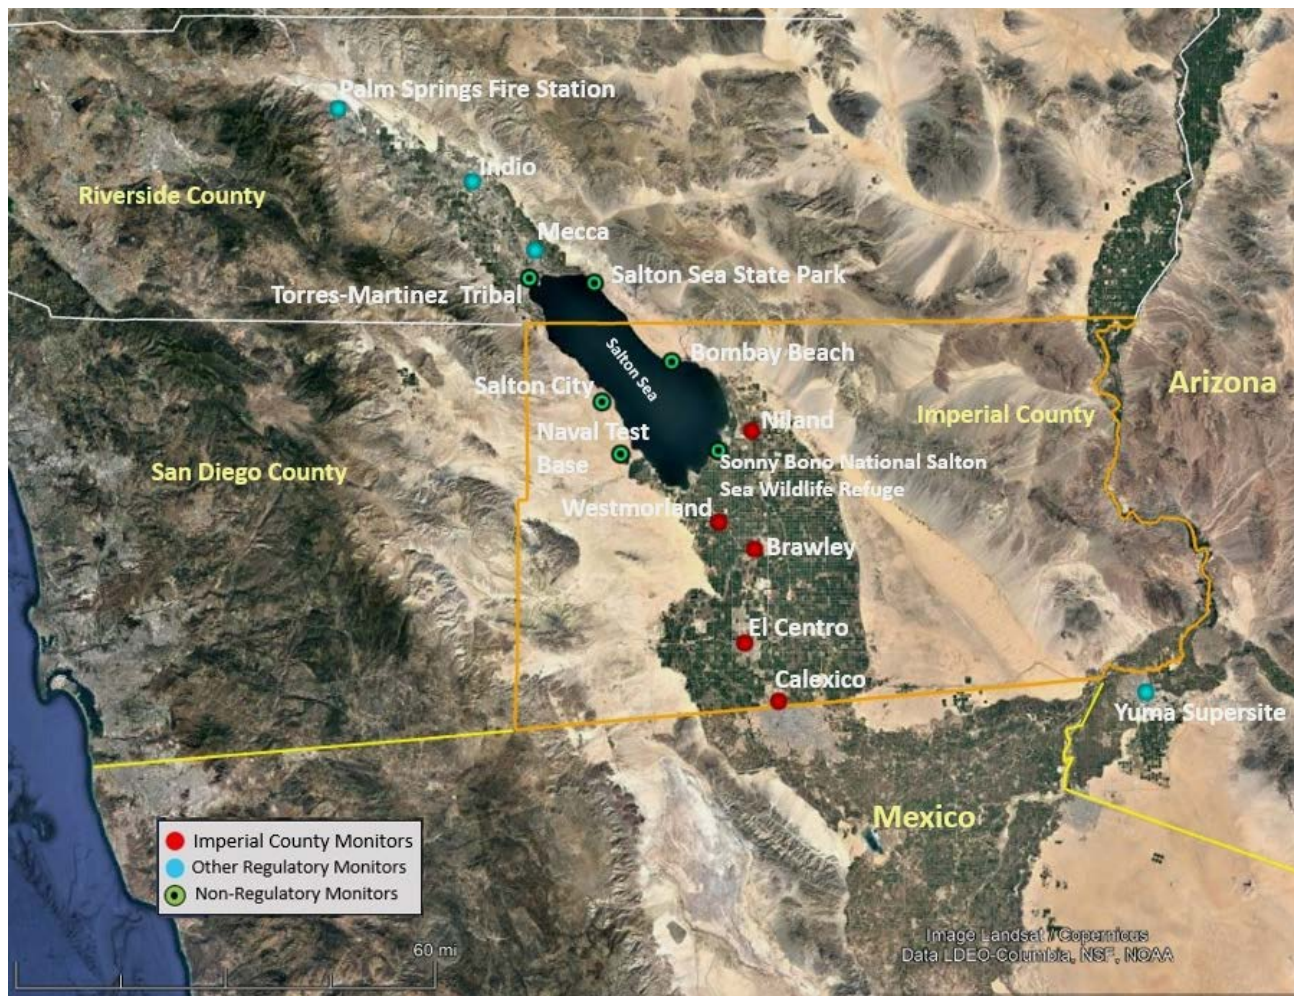 Palm Springs Fire Station
Indio
Riverside County
Mecca
Salton Sea State Park
Torres-Martinez Tribal
Salton Sea
Bombay Beach
Arizona
Salton City
Imperial County
Niland
Naval Test
Base
Sonny Bono National Salton
Sea Wildlife Refuge
San Diego County
Westmorland
Brawley
El Centro
Calexico
Yuma Supersite
Mexico
Imperial County Monitors
Other Regulatory Monitors
Non-Regulatory Monitors
60 mi
Image Landsat / Copernicus
Data LDEO-Columbia, NSF, NOAA